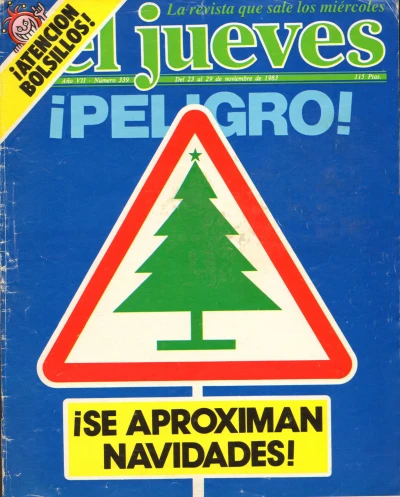 ¡ATENCION
BOLSILLOS!
La revista que sale los miércoles
el jueves
Año VII - Número 339
Del 23 al 29 de noviembre de 1983
115 Ptas.
¡PELIGRO!
¡SE APROXIMAN
NAVIDADES!